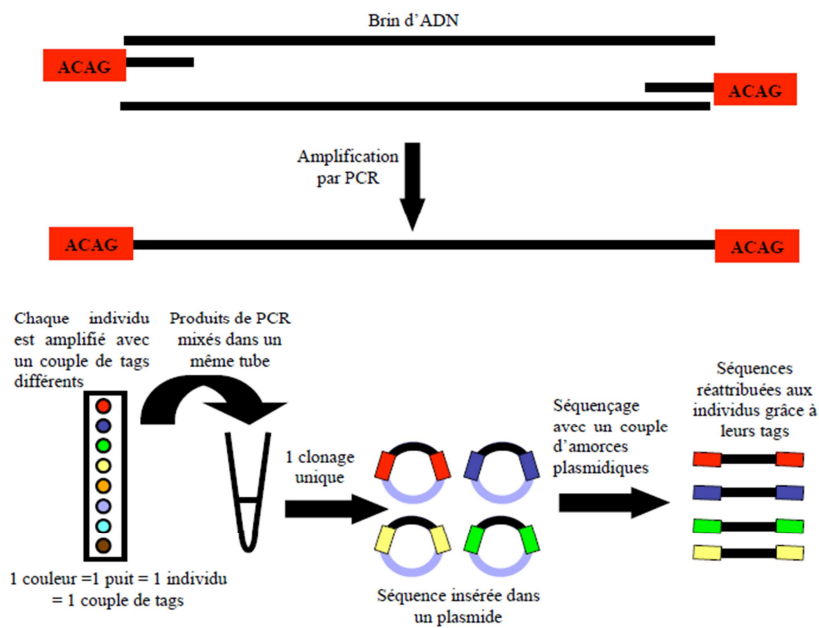 Brin d'ADN
ACAG
ACAG
Amplification
par PCR
ACAG
ACAG
Chaque individu
est amplifié avec
un couple de tags
différents
Produits de PCR
mixés dans un
même tube
1 clonage
unique
Séquençage
avec un couple
d'amorces
plasmidiques
Séquences
réattribuées aux
individus grâce à
leurs tags
1 couleur =1 puit = 1 individu
= 1 couple de tags
Séquence insérée dans
un plasmide